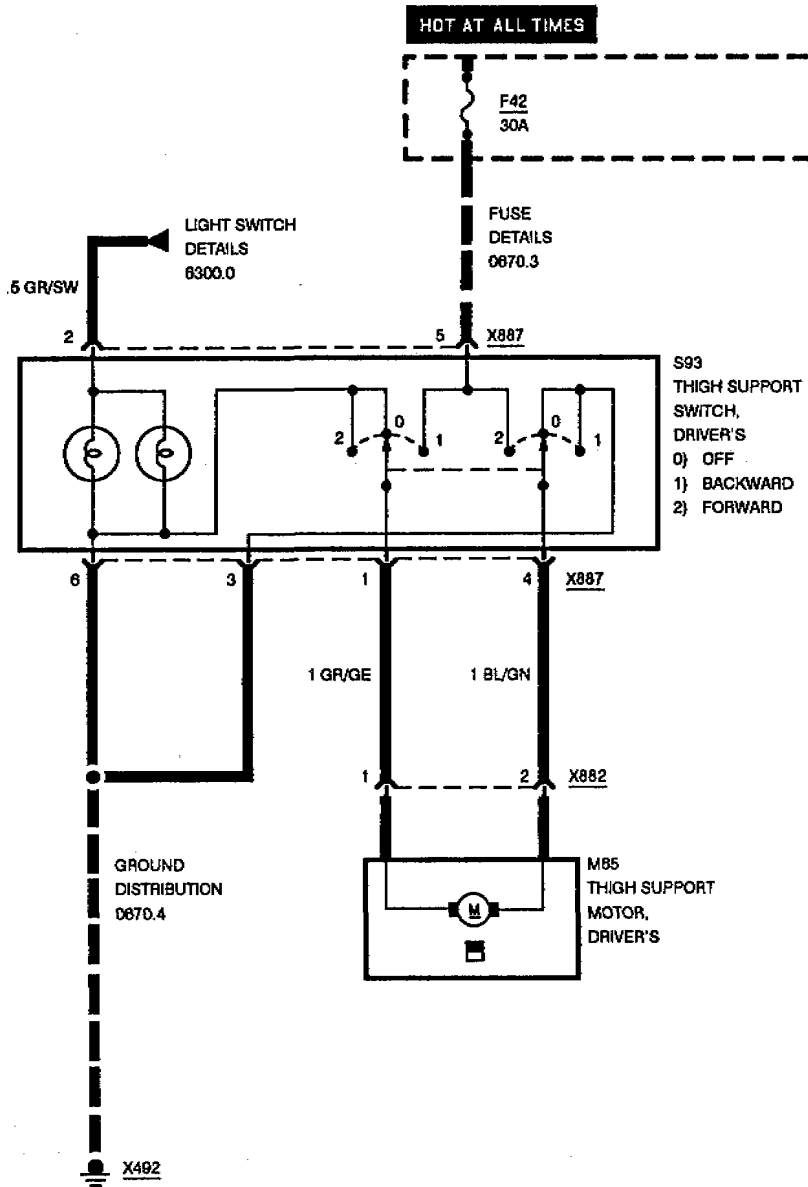 HOT AT ALL TIMES
F42
30A
FUSE
DETAILS
0670.3
LIGHT SWITCH
DETAILS
6300.0
.5 GR/SW
2
5
X887
S93
THIGH SUPPORT
SWITCH,
DRIVER'S
0) OFF
1) BACKWARD
2) FORWARD
2
0
1
2
0
1
6
3
1
4
X887
1 GR/GE
1 BL/GN
1
2
X882
GROUND
DISTRIBUTION
0670.4
M65
THIGH SUPPORT
MOTOR,
DRIVER'S
M
X492